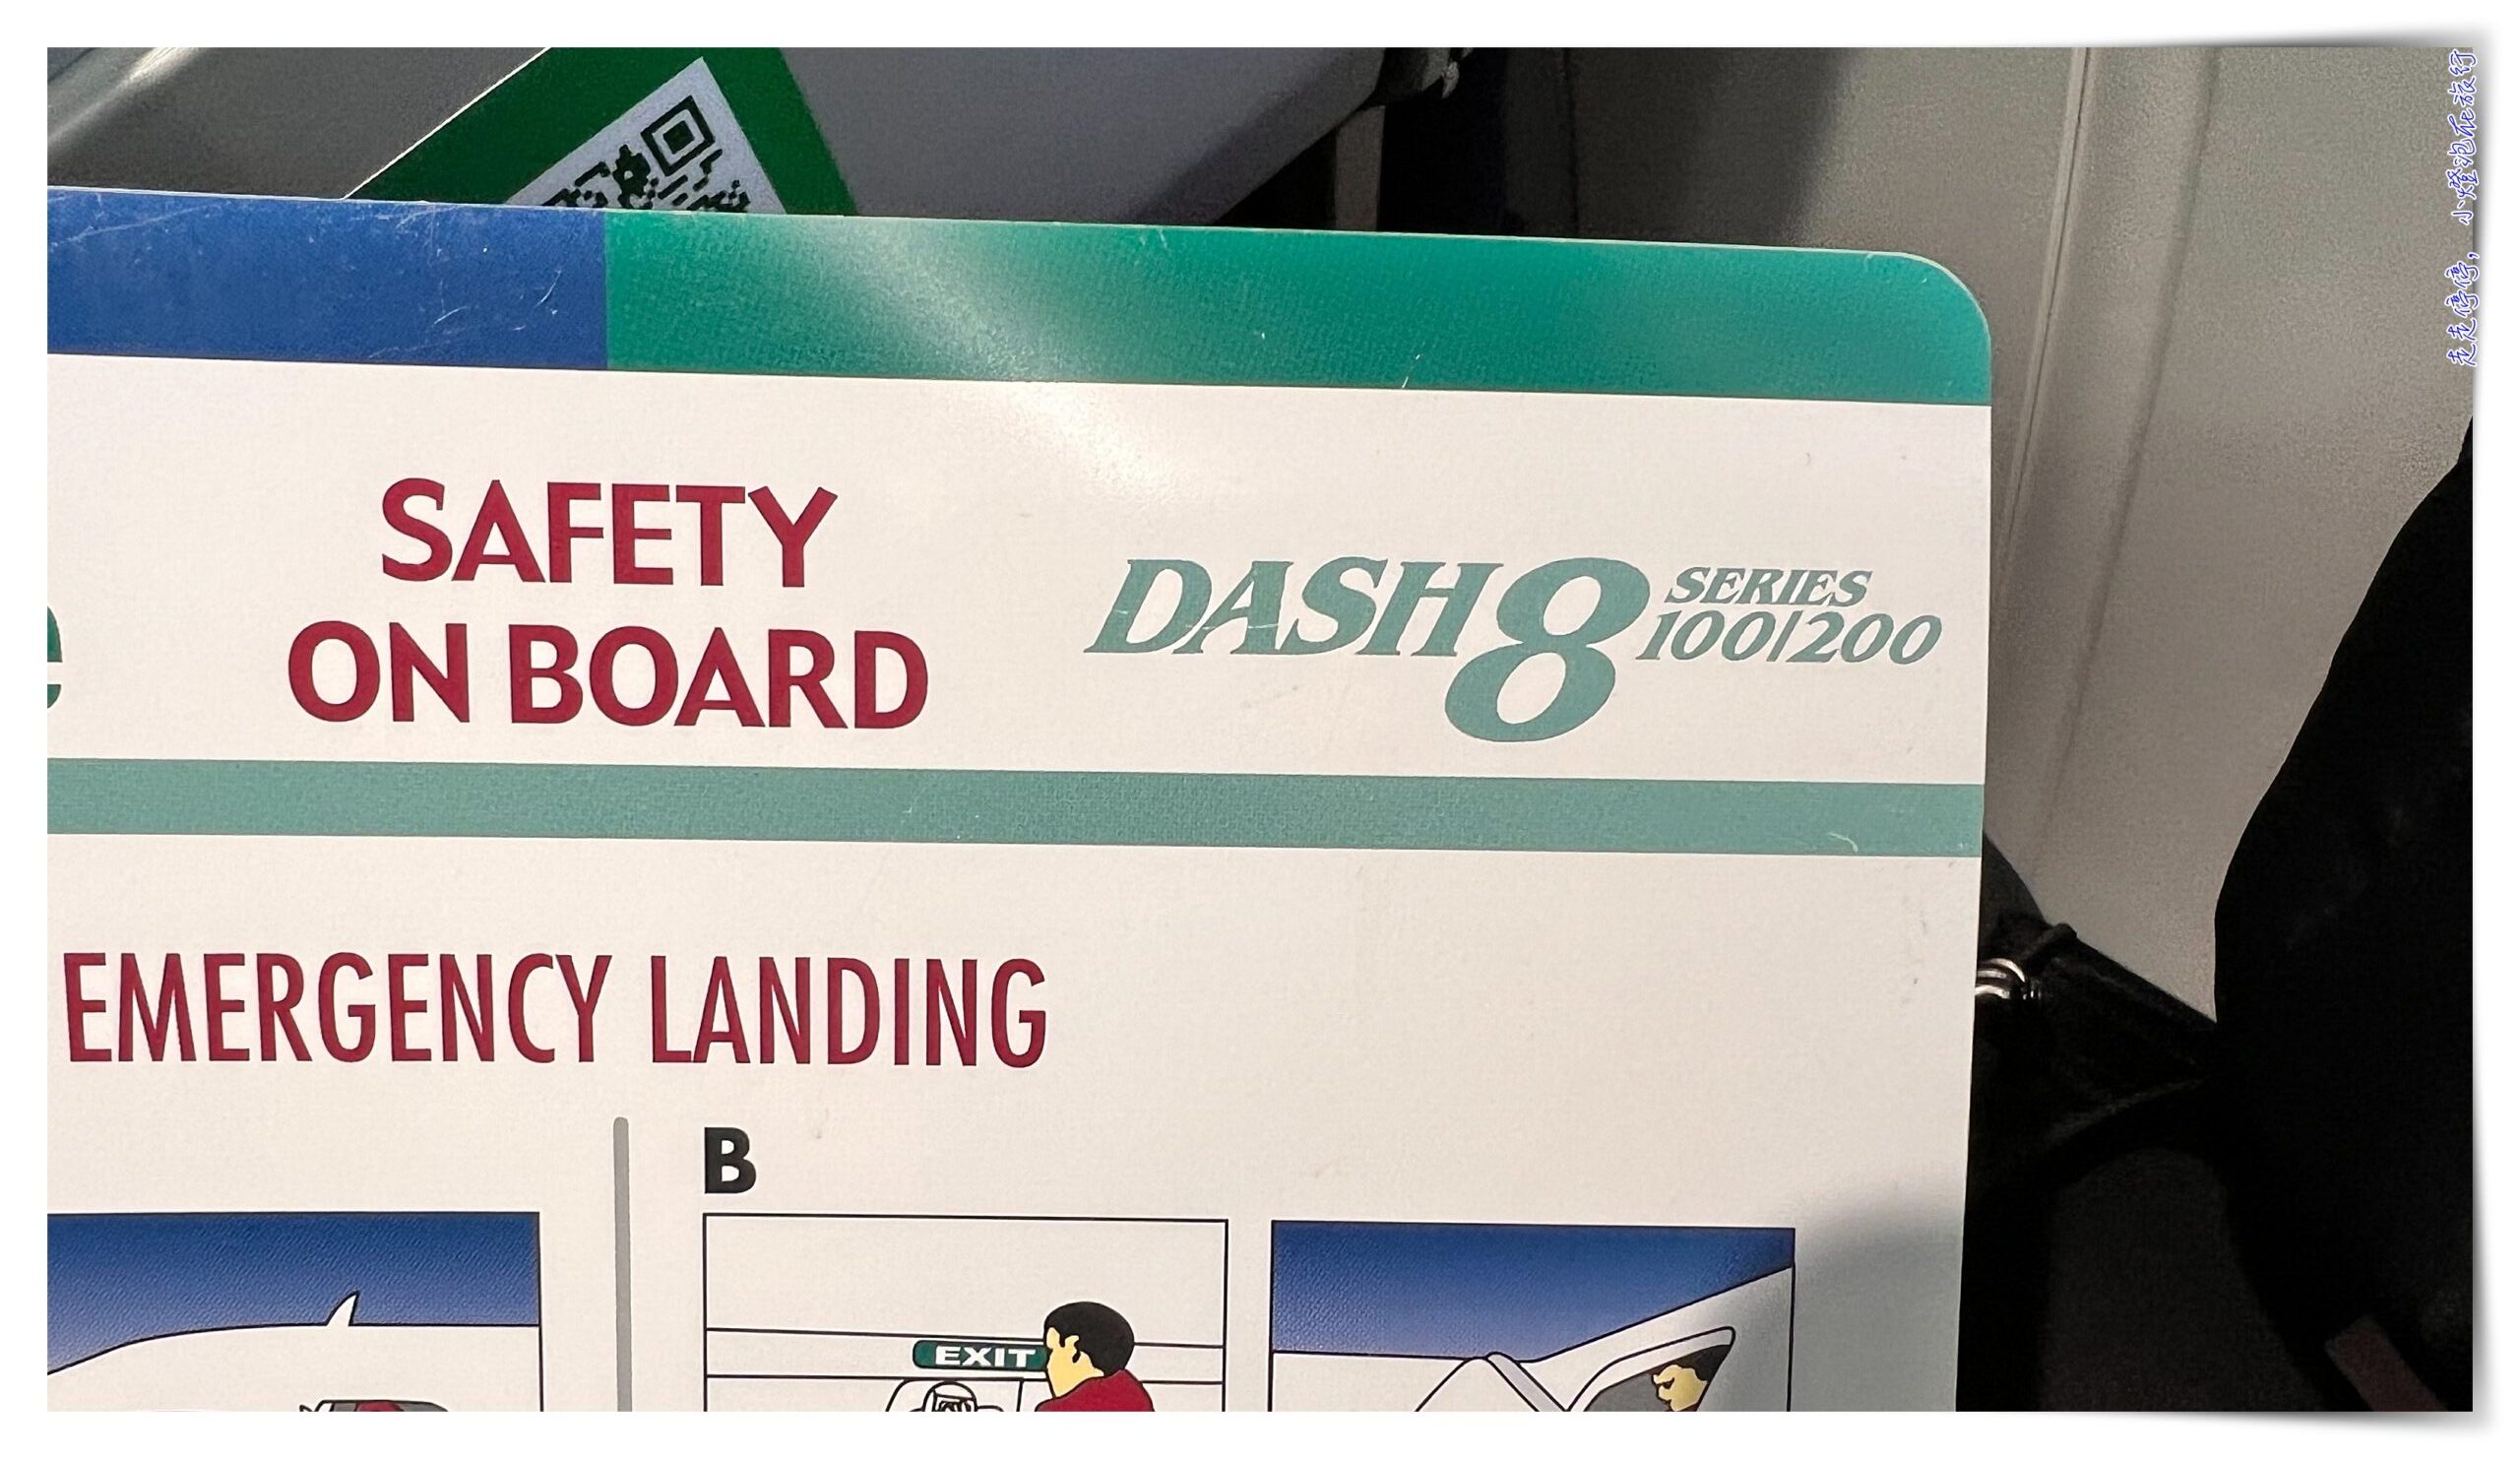 SAFETY
ON BOARD
DASH 8 SERIES
100/200
EMERGENCY LANDING
B
EXIT
走走停停，小燈泡在旅行